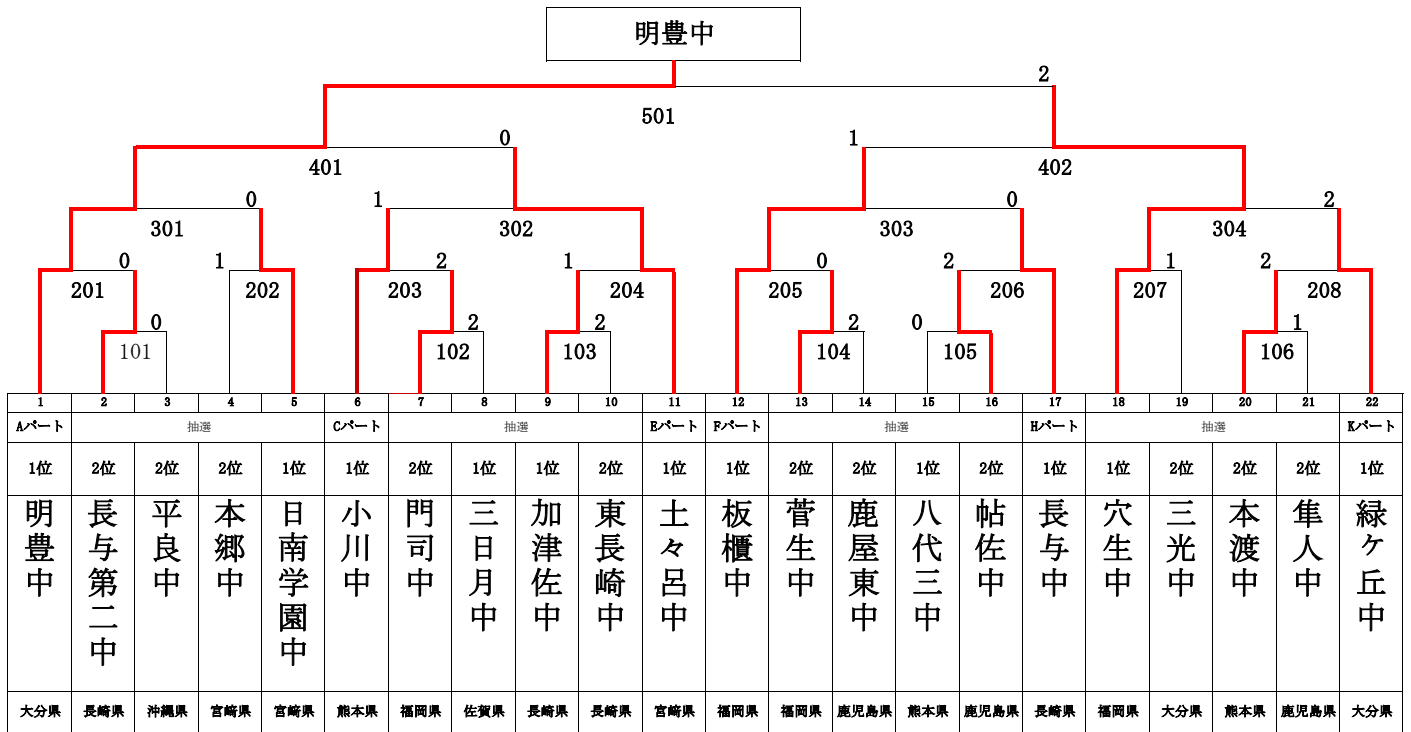 明豊中
2
501
0 1
401 402
0 1 0 2
301 302 303 304
0 1 2 1 0 2 1 2
201 202 203 204 205 206 207 208
0 2 2 2 0 1
101 102 103 104 105 106
1 2 3 4 5 6 7 8 9 10 11 12 13 14 15 16 17 18 19 20 21 22
Aパート 抽選 Cパート 抽選 Eパート Fパート 抽選 Hパート 抽選 Kパート
1位 2位 2位 2位 1位 1位 2位 1位 1位 2位 1位 1位 2位 2位 1位 2位 1位 1位 2位 2位 2位 1位
明豊中 長与第二中 平良中 本郷中 日南学園中 小川中 門司中 三日月中 加津佐中 東長崎中 土々呂中 板櫃中 菅生中 鹿屋東中 八代三中 帖佐中 長与中 穴生中 三光中 本渡中 隼人中 緑ケ丘中
大分県 長崎県 沖縄県 宮崎県 宮崎県 熊本県 福岡県 佐賀県 長崎県 長崎県 宮崎県 福岡県 福岡県 鹿児島県 熊本県 鹿児島県 長崎県 福岡県 大分県 熊本県 鹿児島県 大分県